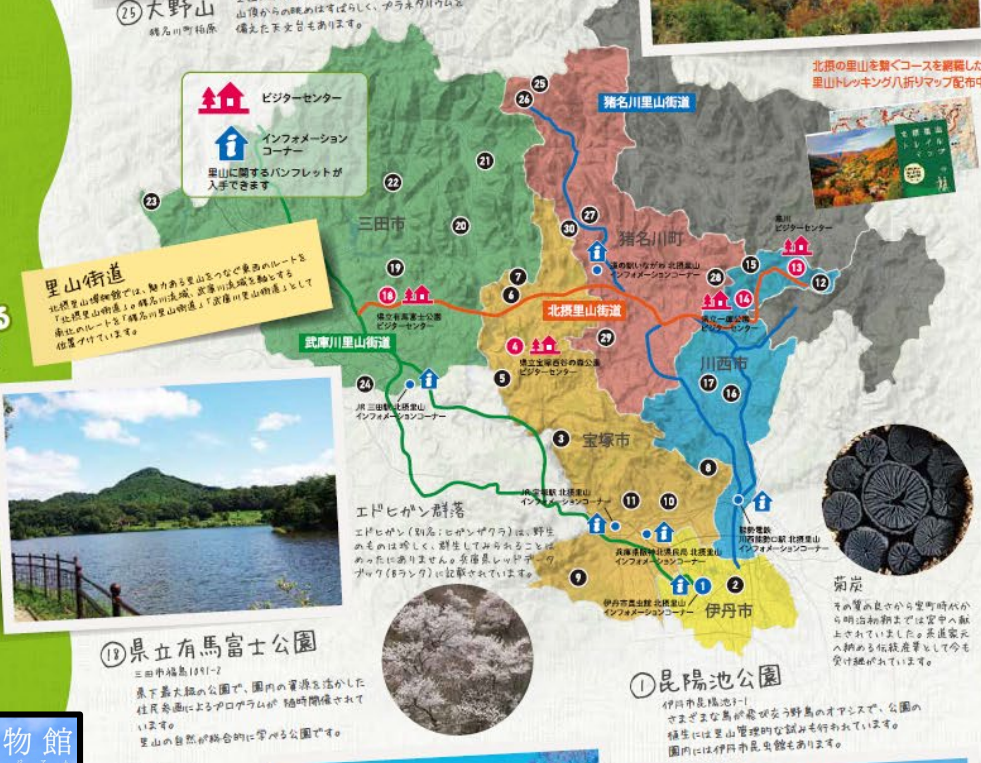 ㉕大野山
猪名川町柏原
山頂からの眺めはすばらしく、プラネタリウムを
備えた天文台もあります。
北摂の里山を繋ぐコースを網羅した
里山トレッキング八折りマップ配布中
ビジターセンター
インフォメーション
コーナー
里山に関するパンフレットが
入手できます
猪名川里山街道
25
26
21
22
23
三田市
20
27
30
猪名川町
道の駅いながわ 北摂里山
インフォメーションコーナー
黒川
ビジターセンター
15
13
12
28
14
県立一庫公園
ビジターセンター
里山街道
北摂里山博物館では、魅力ある里山をつなぐ東西のルートを
「北摂里山街道」。猪名川流域、武庫川流域を軸とする
南北のルートを「猪名川里山街道」「武庫川里山街道」として
位置づけています。
19
18
県立有馬富士公園
ビジターセンター
7
6
北摂里山街道
武庫川里山街道
4
県立宝塚西谷の森公園
ビジターセンター
29
5
24
JR 三田駅 北摂里山
インフォメーションコーナー
川西市
17
16
3
宝塚市
8
11
10
JR 宝塚駅 北摂里山
インフォメーションコーナー
能勢電鉄
川西能勢口駅 北摂里山
インフォメーションコーナー
兵庫県阪神北県民局 北摂里山
インフォメーションコーナー
9
伊丹市昆虫館 北摂里山
インフォメーションコーナー
1
2
伊丹市
エドヒガン群落
エドヒガン(別名:ヒガンザクラ)は、野生
のものは珍しく、群生してみられることは
めったにありません。兵庫県レッドデータ
ブック(Bランク)に記載されています。
菊炭
その質の良さから室町時代か
ら明治初期までは宮中へ献
上されていました。茶道家元
へ納める伝統産業として今も
受け継がれています。
⑱県立有馬富士公園
三田市福島1091-2
県下最大級の公園で、園内の資源を活かした
住民参画によるプログラムが随時開催されて
います。
里山の自然が総合的に学べる公園です。
①昆陽池公園
伊丹市昆陽池3-1
さまざまな鳥が飛び交う野鳥のオアシスで、公園の
植生には里山管理的な試みも行われています。
園内には伊丹市昆虫館もあります。
物館